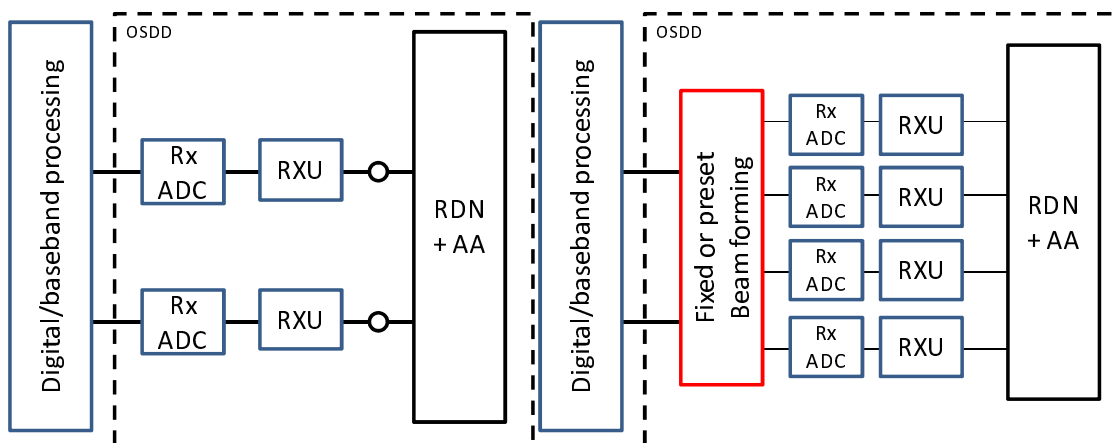 OSDD
Digital/baseband processing
Rx
ADC
RXU
Rx
ADC
RXU
RDN
+ AA
OSDD
Digital/baseband processing
Fixed or preset
Beam forming
Rx
ADC
RXU
Rx
ADC
RXU
Rx
ADC
RXU
Rx
ADC
RXU
RDN
+ AA